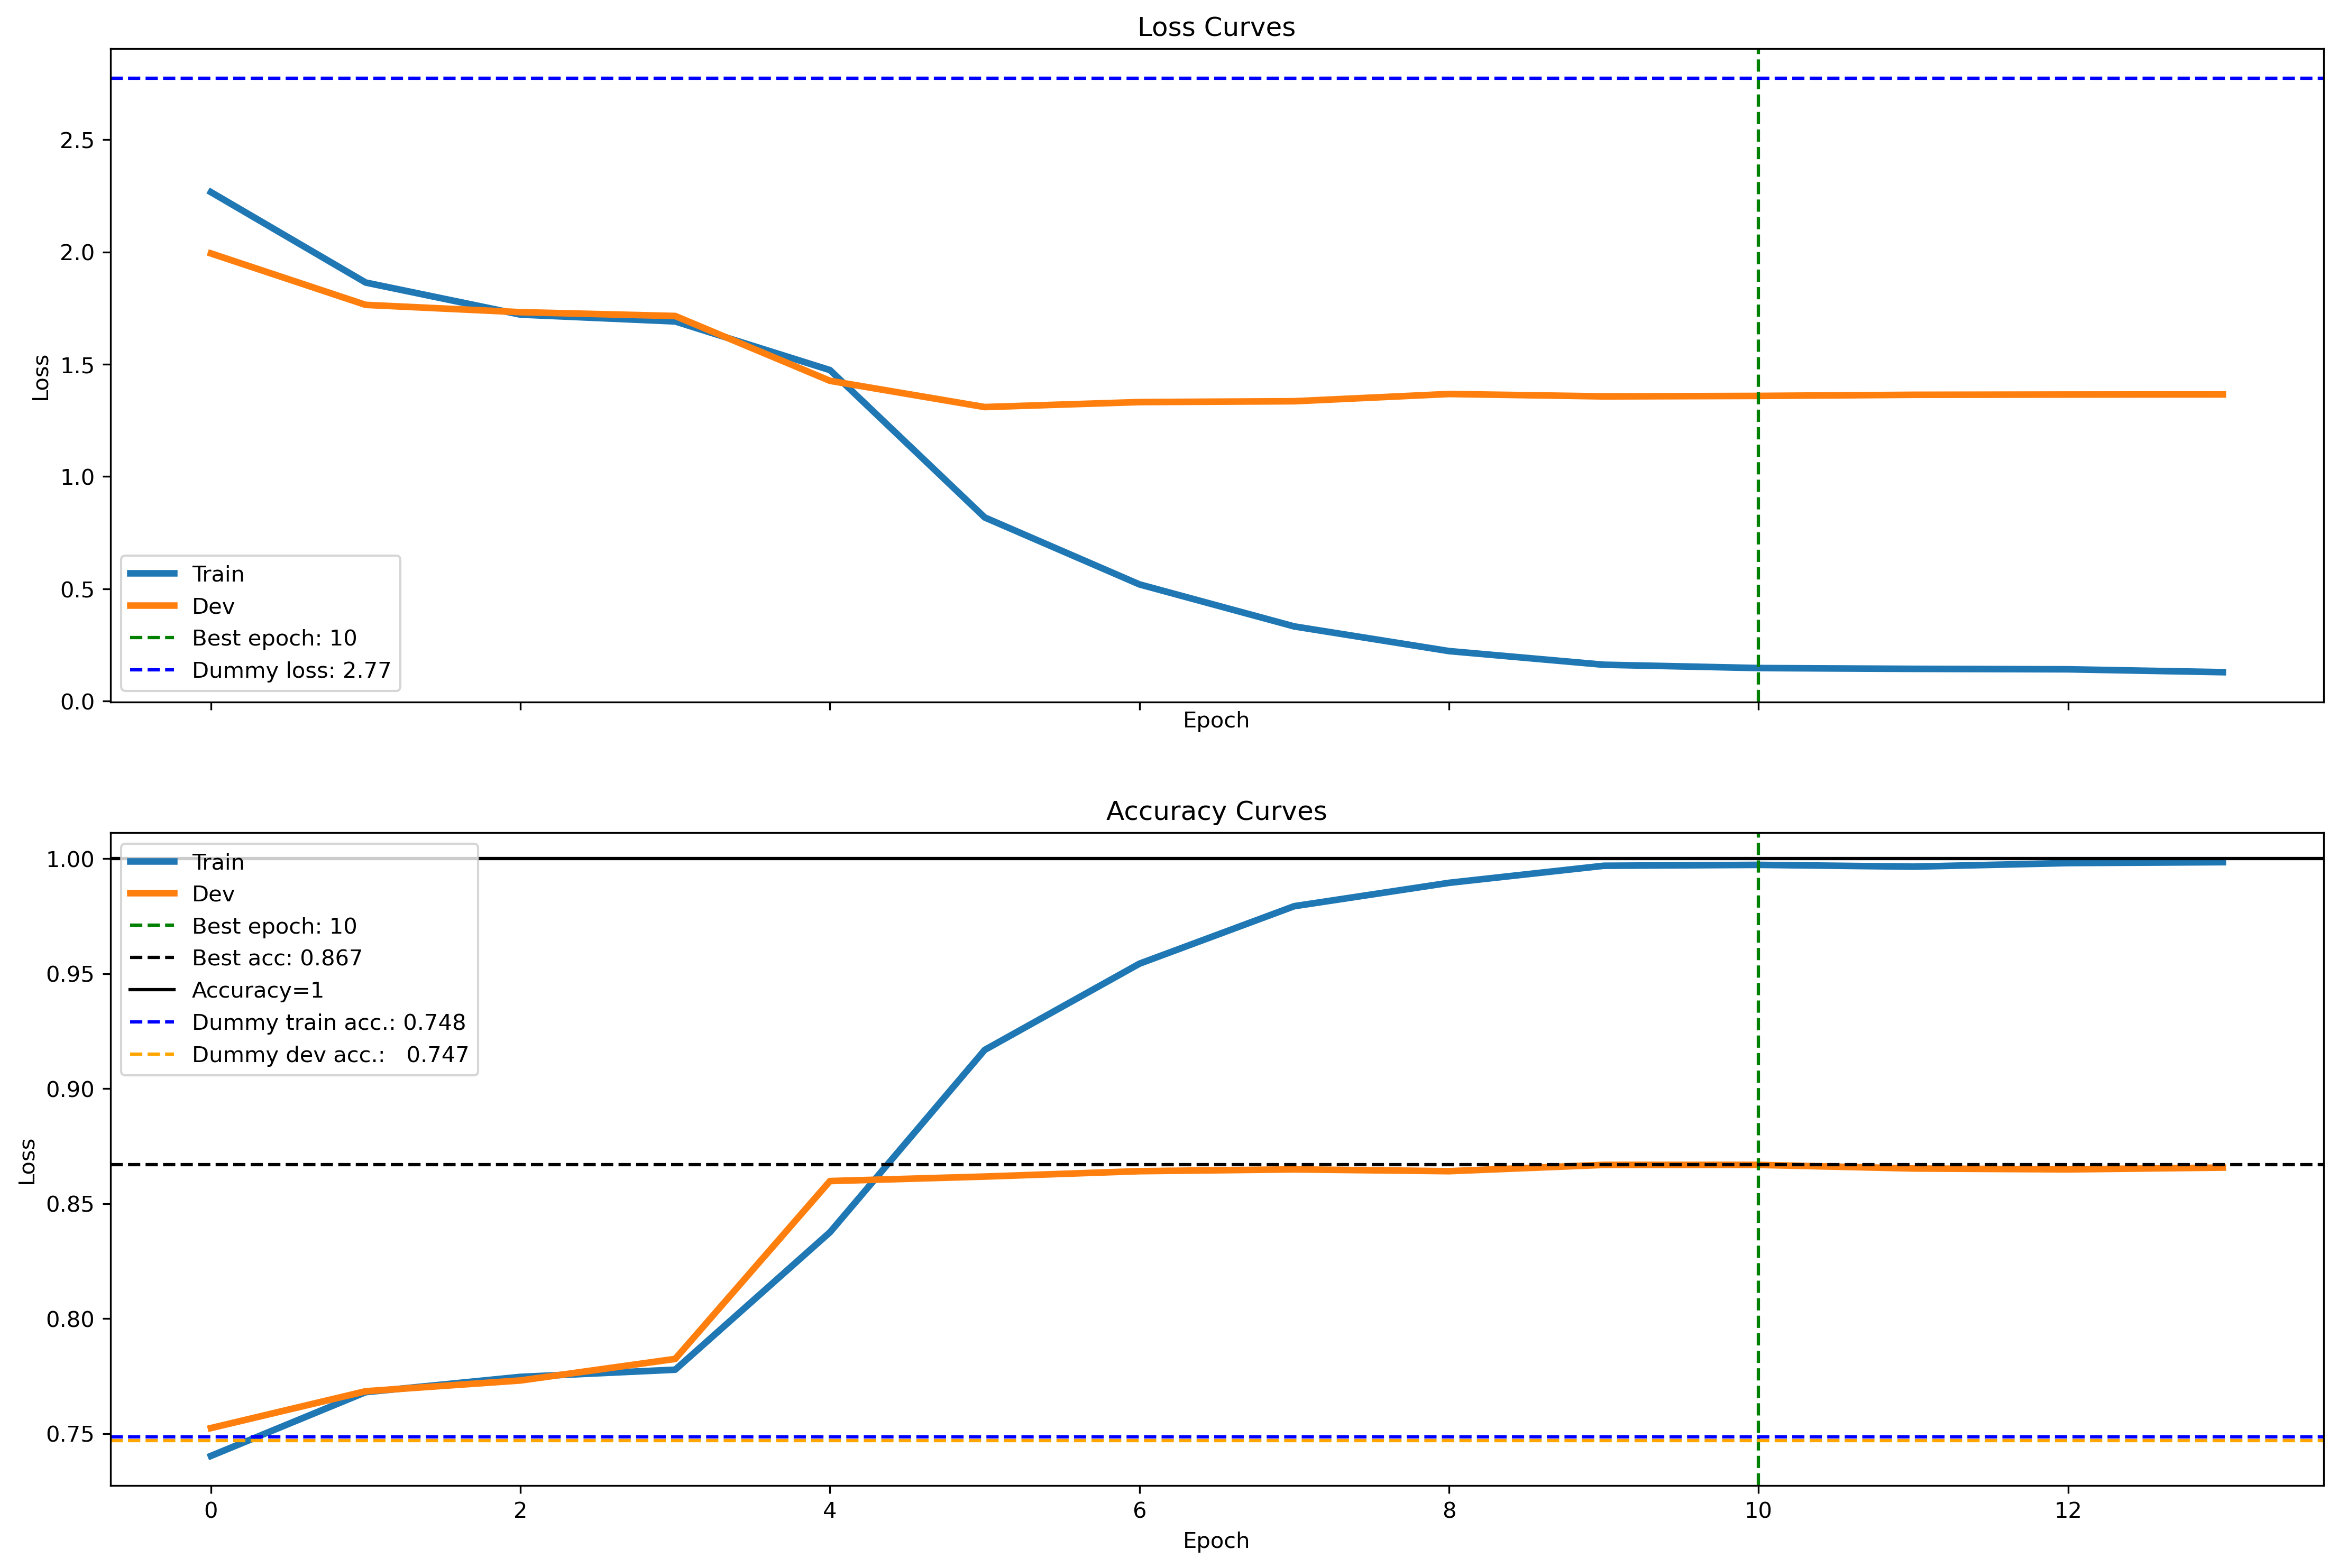 Loss Curves
2.5
2.0
1.5
1.0
0.5
0.0
Loss
Train
Dev
Best epoch: 10
Dummy loss: 2.77
Epoch
Accuracy Curves
1.00
0.95
0.90
0.85
0.80
0.75
Loss
Train
Dev
Best epoch: 10
Best acc: 0.867
Accuracy=1
Dummy train acc.: 0.748
Dummy dev acc.:   0.747
0 2 4 6 8 10 12
Epoch